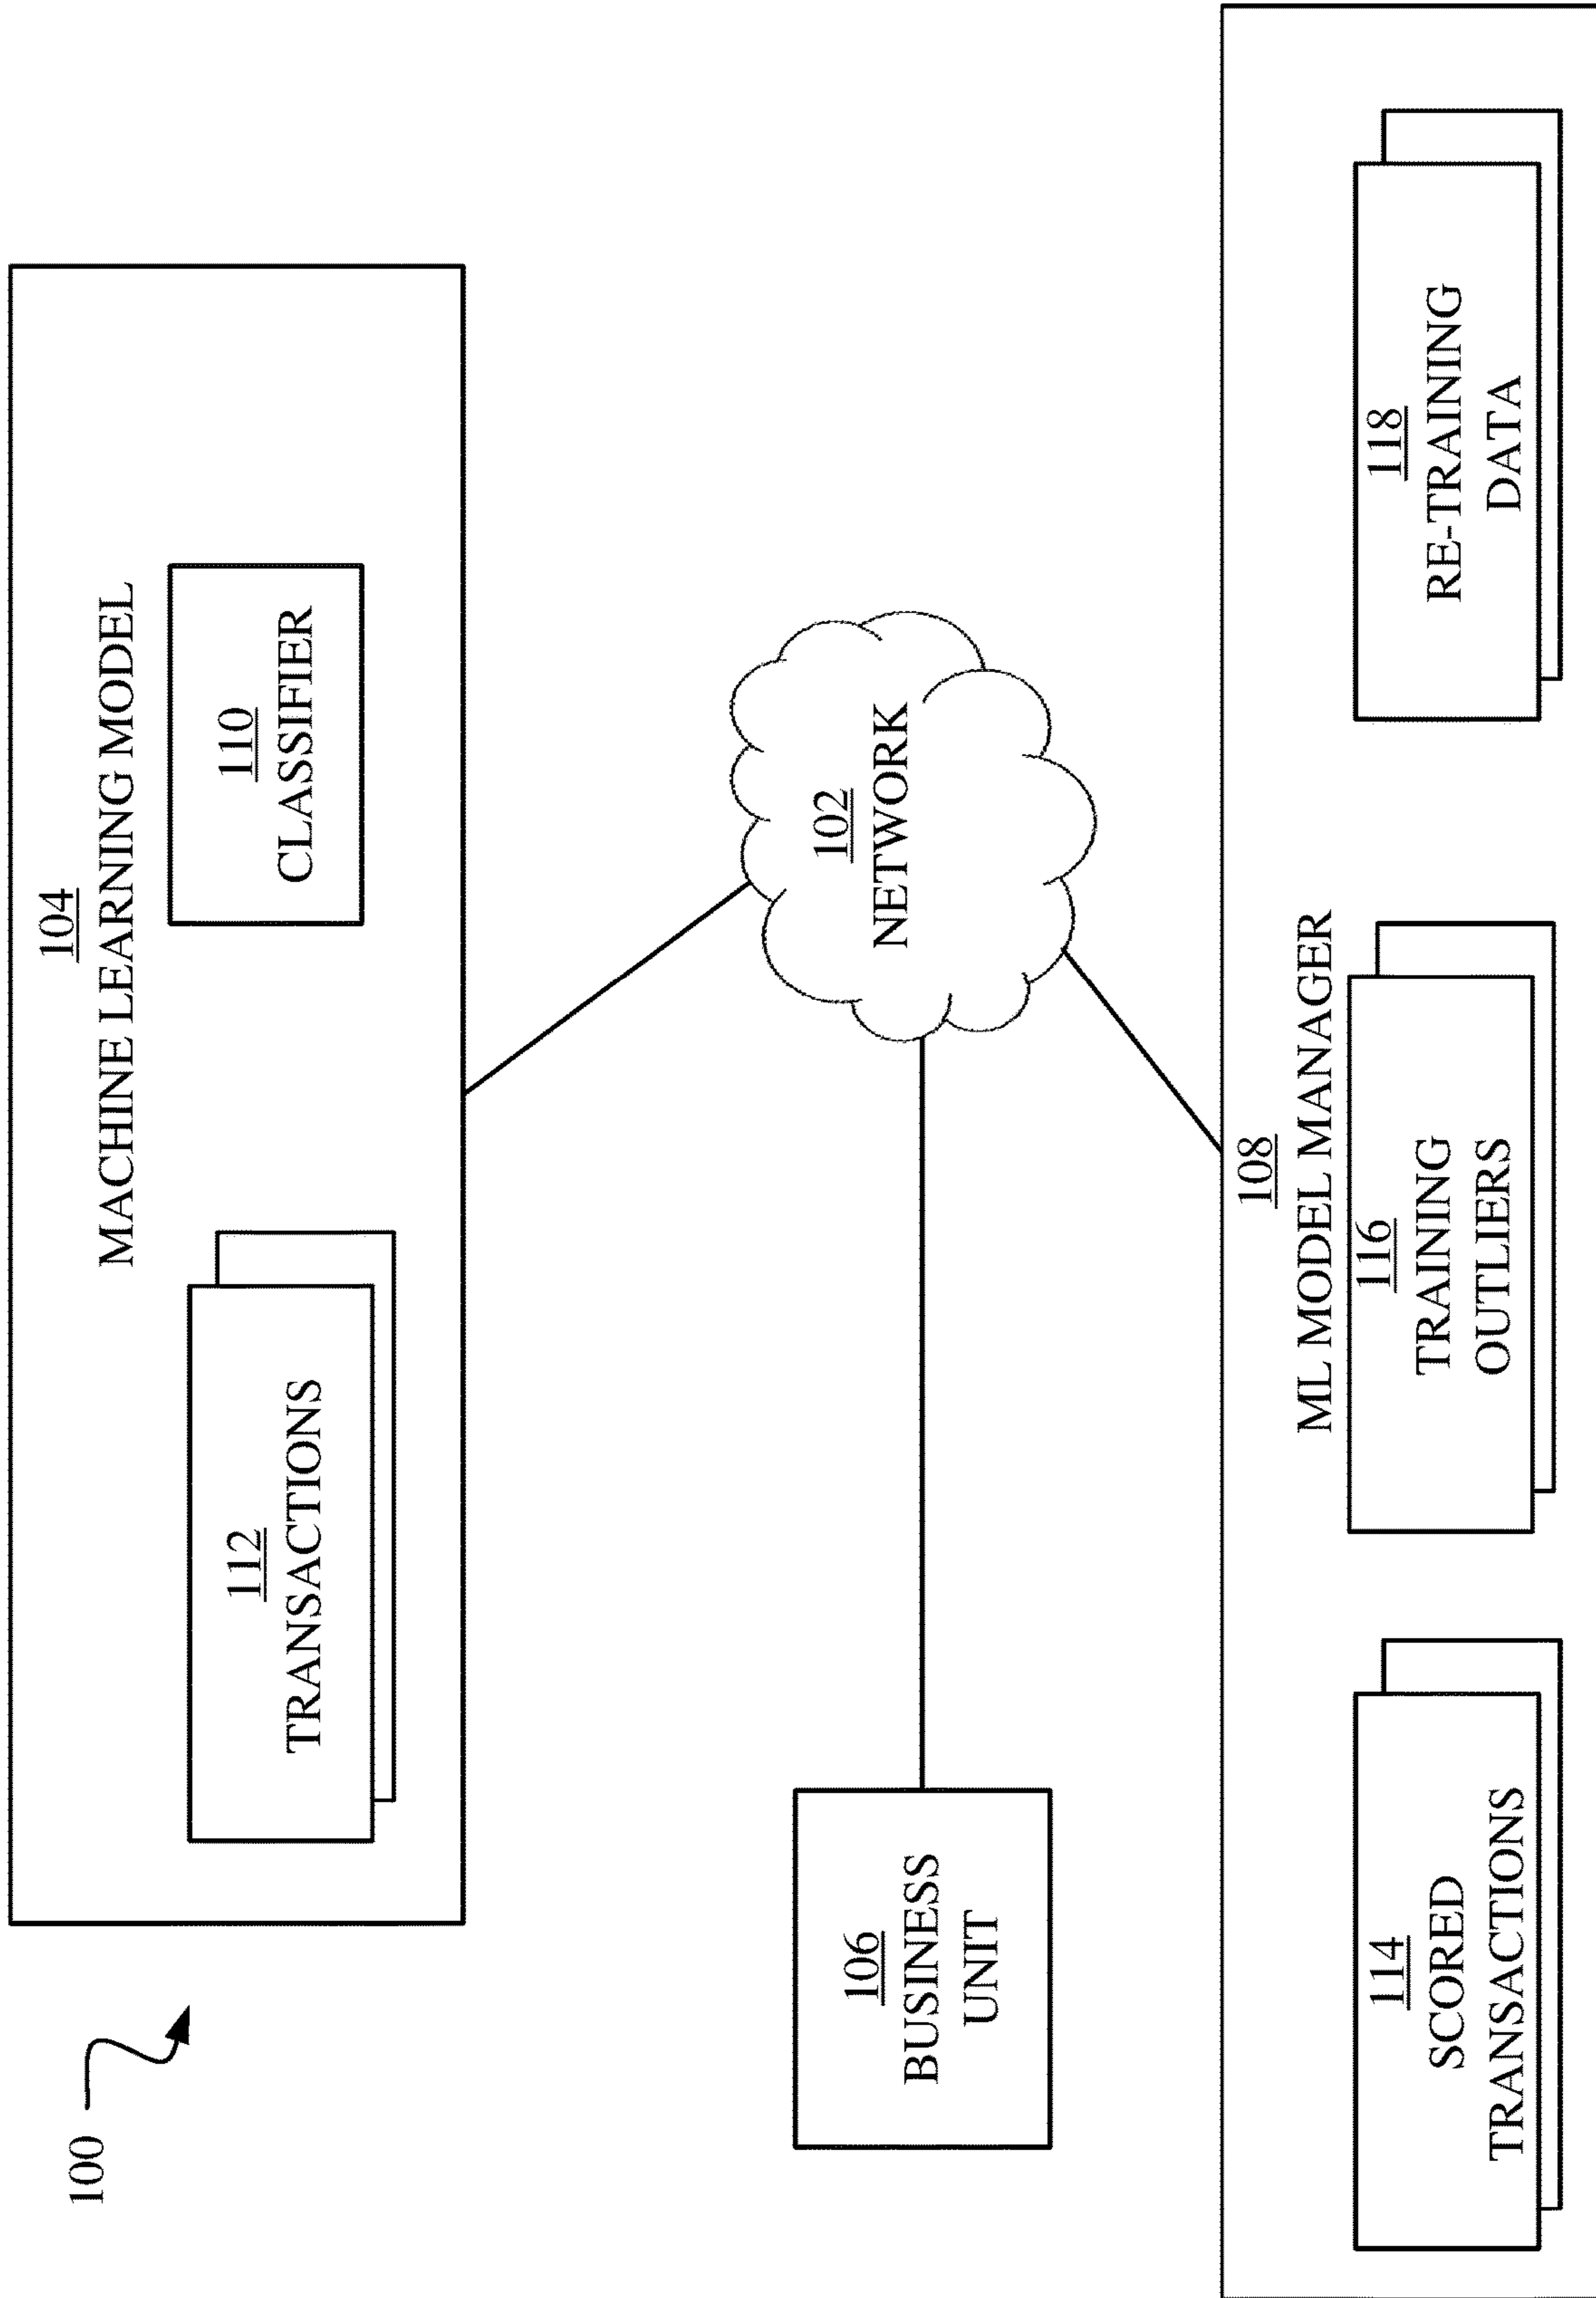 100
104
MACHINE LEARNING MODEL
112
TRANSACTIONS
110
CLASSIFIER
106
BUSINESS
UNIT
102
NETWORK
108
ML MODEL MANAGER
114
SCORED
TRANSACTIONS
116
TRAINING
OUTLIERS
118
RE-TRAINING
DATA